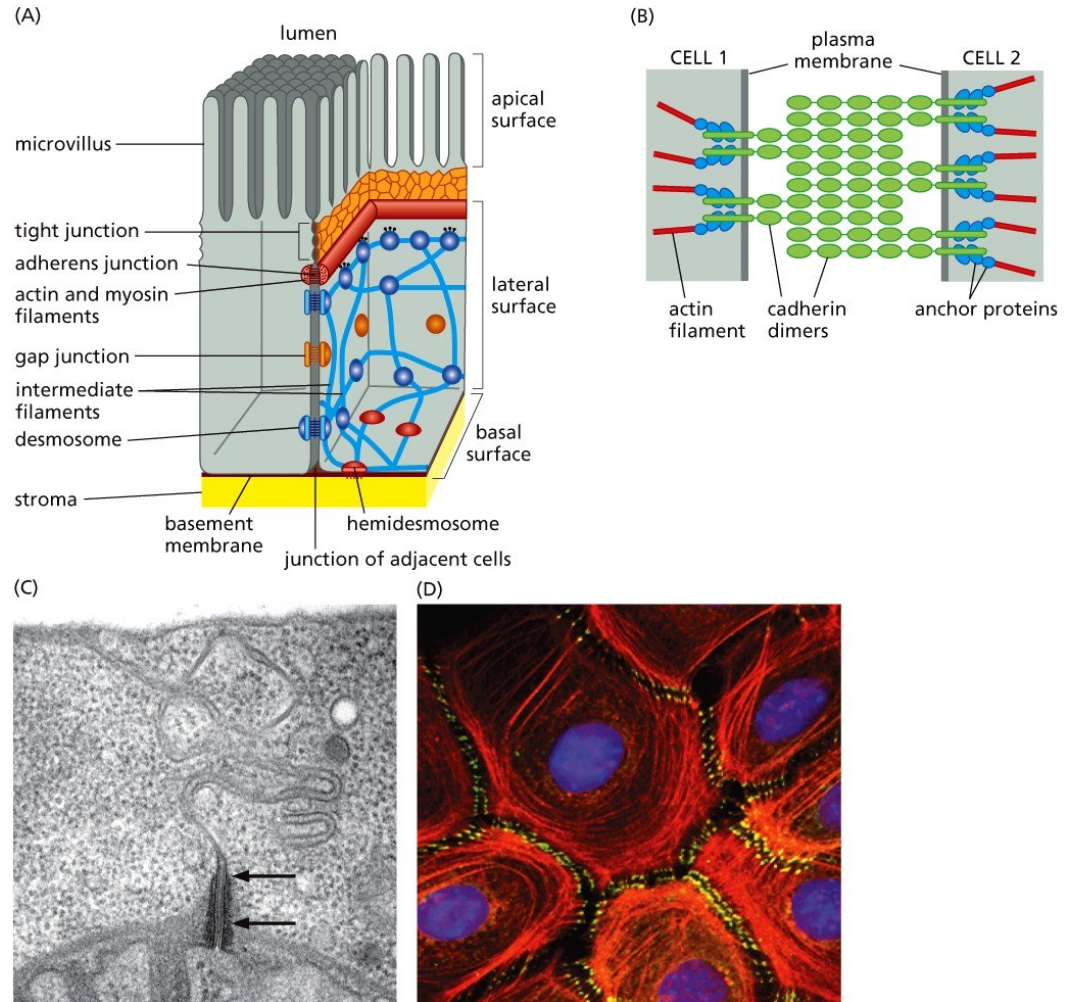 (A)
lumen
microvillus
apical
surface
tight junction
adherens junction
actin and myosin
filaments
lateral
surface
gap junction
intermediate
filaments
desmosome
basal
surface
stroma
basement
membrane
hemidesmosome
junction of adjacent cells
(B)
plasma
membrane
CELL 1
CELL 2
actin
filament
cadherin
dimers
anchor proteins
(C)
(D)